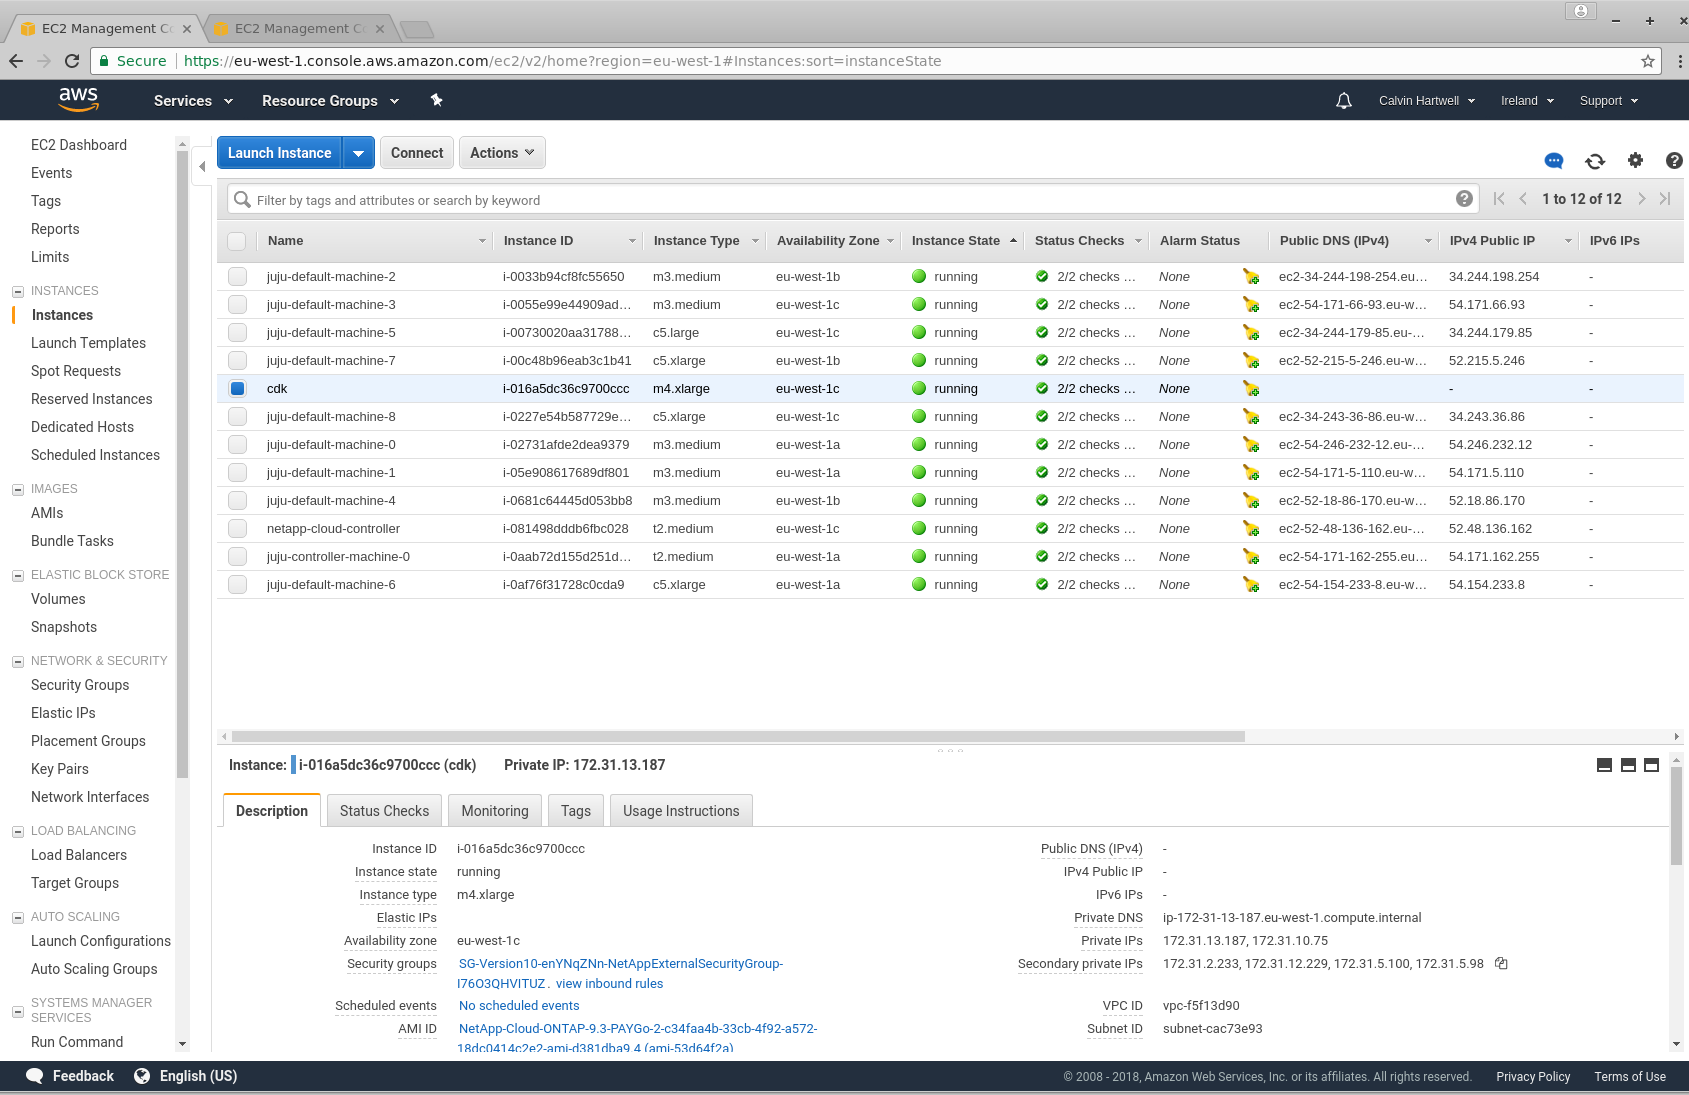 EC2 Management Co
EC2 Management Co
Secure https://eu-west-1.console.aws.amazon.com/ec2/v2/home?region=eu-west-1#Instances:sort=instanceState
aws Services Resource Groups Calvin Hartwell Ireland Support
EC2 Dashboard
Events
Tags
Reports
Limits
INSTANCES
Instances
Launch Templates
Spot Requests
Reserved Instances
Dedicated Hosts
Scheduled Instances
IMAGES
AMIs
Bundle Tasks
ELASTIC BLOCK STORE
Volumes
Snapshots
NETWORK & SECURITY
Security Groups
Elastic IPs
Placement Groups
Key Pairs
Network Interfaces
LOAD BALANCING
Load Balancers
Target Groups
AUTO SCALING
Launch Configurations
Auto Scaling Groups
SYSTEMS MANAGER
SERVICES
Run Command
Launch Instance Connect Actions
Filter by tags and attributes or search by keyword 1 to 12 of 12
Name Instance ID Instance Type Availability Zone Instance State Status Checks Alarm Status Public DNS (IPv4) IPv4 Public IP IPv6 IPs
juju-default-machine-2 i-0033b94cf8fc55650 m3.medium eu-west-1b running 2/2 checks … None ec2-34-244-198-254.eu… 34.244.198.254 -
juju-default-machine-3 i-0055e99e44909ad… m3.medium eu-west-1c running 2/2 checks … None ec2-54-171-66-93.eu-w… 54.171.66.93 -
juju-default-machine-5 i-00730020aa31788… c5.large eu-west-1c running 2/2 checks … None ec2-34-244-179-85.eu-… 34.244.179.85 -
juju-default-machine-7 i-00c48b96eab3c1b41 c5.xlarge eu-west-1b running 2/2 checks … None ec2-52-215-5-246.eu-w… 52.215.5.246 -
cdk i-016a5dc36c9700ccc m4.xlarge eu-west-1c running 2/2 checks … None - -
juju-default-machine-8 i-0227e54b587729e… c5.xlarge eu-west-1c running 2/2 checks … None ec2-34-243-36-86.eu-w… 34.243.36.86 -
juju-default-machine-0 i-02731afde2dea9379 m3.medium eu-west-1a running 2/2 checks … None ec2-54-246-232-12.eu-… 54.246.232.12 -
juju-default-machine-1 i-05e908617689df801 m3.medium eu-west-1a running 2/2 checks … None ec2-54-171-5-110.eu-w… 54.171.5.110 -
juju-default-machine-4 i-0681c64445d053bb8 m3.medium eu-west-1b running 2/2 checks … None ec2-52-18-86-170.eu-w… 52.18.86.170 -
netapp-cloud-controller i-081498dddb6fbc028 t2.medium eu-west-1c running 2/2 checks … None ec2-52-48-136-162.eu-… 52.48.136.162 -
juju-controller-machine-0 i-0aab72d155d251d… t2.medium eu-west-1a running 2/2 checks … None ec2-54-171-162-255.eu… 54.171.162.255 -
juju-default-machine-6 i-0af76f31728c0cda9 c5.xlarge eu-west-1a running 2/2 checks … None ec2-54-154-233-8.eu-w… 54.154.233.8 -
Instance: i-016a5dc36c9700ccc (cdk) Private IP: 172.31.13.187
Description Status Checks Monitoring Tags Usage Instructions
Instance ID i-016a5dc36c9700ccc
Instance state running
Instance type m4.xlarge
Elastic IPs
Availability zone eu-west-1c
Security groups SG-Version10-enYNqZNn-NetAppExternalSecurityGroup-
I76O3QHVITUZ . view inbound rules
Scheduled events No scheduled events
AMI ID NetApp-Cloud-ONTAP-9.3-PAYGo-2-c34faa4b-33cb-4f92-a572-
18dc0414c2e2-ami-d381dba9.4 (ami-53d64f2a)
Public DNS (IPv4) -
IPv4 Public IP -
IPv6 IPs -
Private DNS ip-172-31-13-187.eu-west-1.compute.internal
Private IPs 172.31.13.187, 172.31.10.75
Secondary private IPs 172.31.2.233, 172.31.12.229, 172.31.5.100, 172.31.5.98
VPC ID vpc-f5f13d90
Subnet ID subnet-cac73e93
Feedback English (US) © 2008 - 2018, Amazon Web Services, Inc. or its affiliates. All rights reserved. Privacy Policy Terms of Use